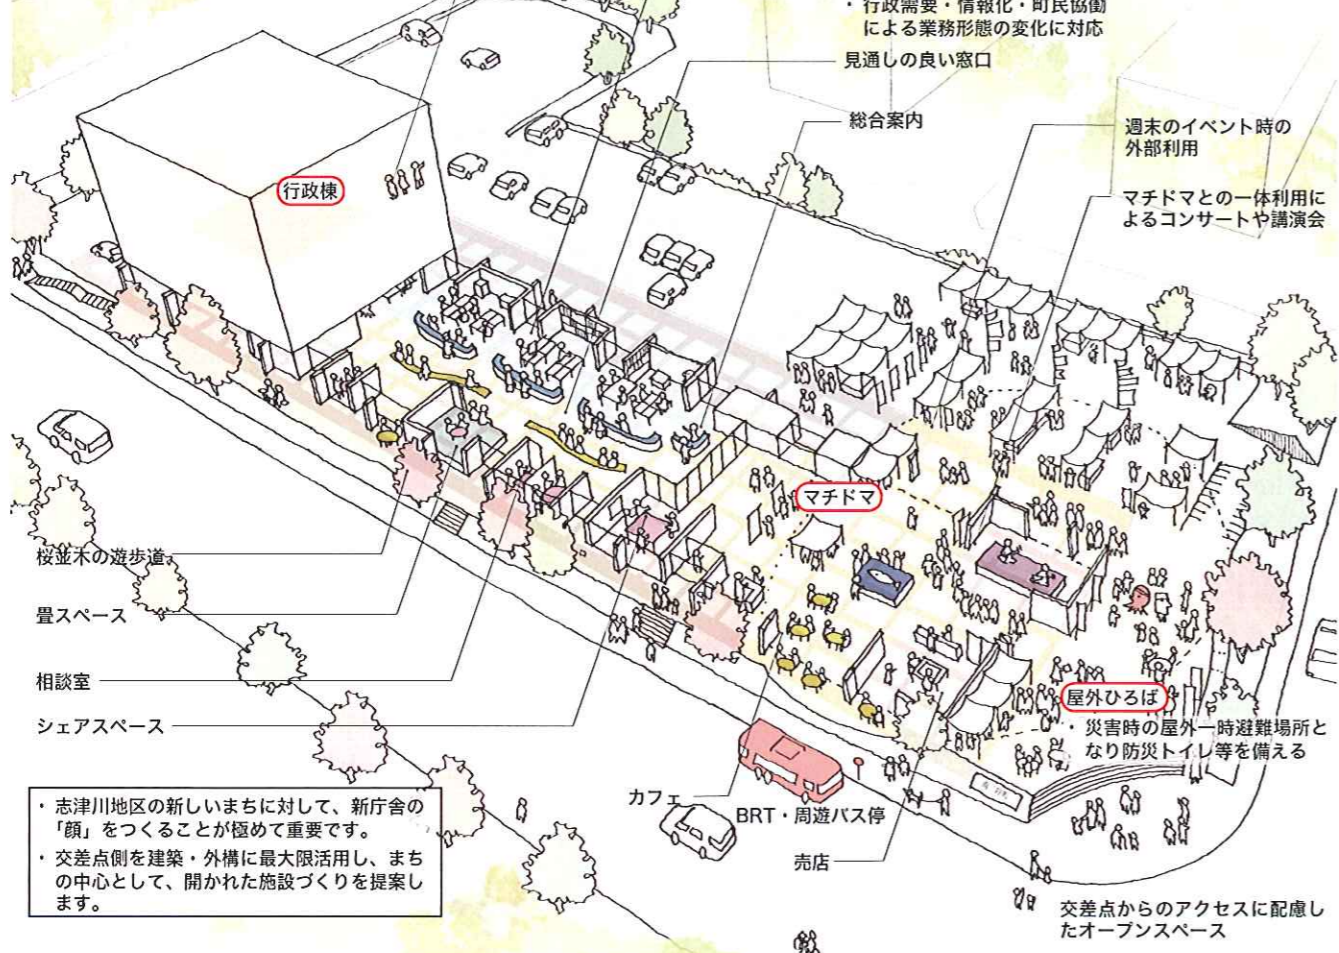 ・行政需要・情報化・町民協働
による業務形態の変化に対応
見通しの良い窓口
総合案内
週末のイベント時の
外部利用
マチドマとの一体利用に
よるコンサートや講演会
行政棟
マチドマ
桜並木の遊歩道
畳スペース
相談室
シェアスペース
屋外ひろば
・災害時の屋外一時避難場所と
なり防災トイレ等を備える
カフェ
BRT・周遊バス停
売店
・志津川地区の新しいまちに対して、新庁舎の
「顔」をつくることが極めて重要です。
・交差点側を建築・外構に最大限活用し、まち
の中心として、開かれた施設づくりを提案し
ます。
交差点からのアクセスに配慮し
たオープンスペース